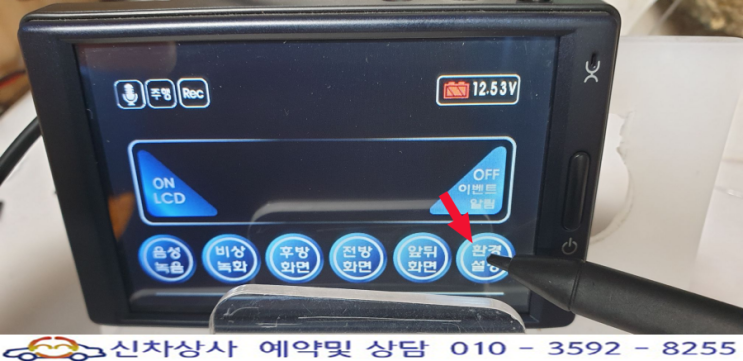 주행 Rec 12.53V
ON
LCD
OFF
이벤트
알림
음성
녹음
비상
녹화
후방
화면
전방
화면
앞뒤
화면
환경
설정
신차상사 예약및 상담 010 - 3592 - 8255